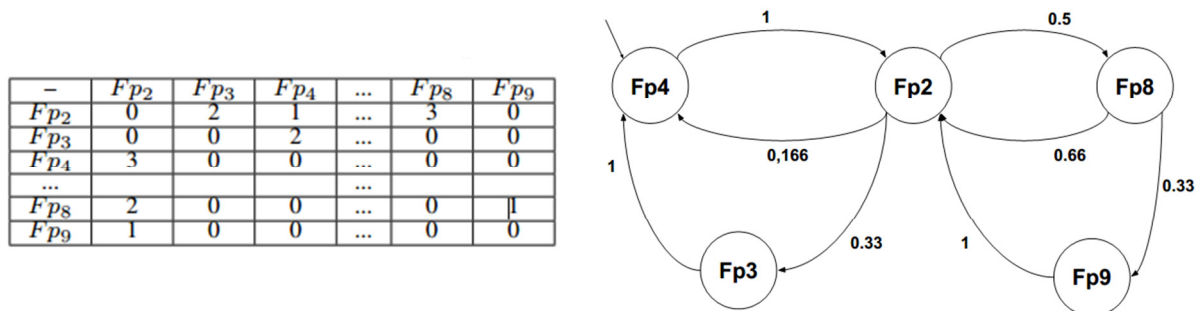 – Fp2 Fp3 Fp4 ... Fp8 Fp9
Fp2 0 2 1 ... 3 0
Fp3 0 0 2 ... 0 0
Fp4 3 0 0 ... 0 0
... ...
Fp8 2 0 0 ... 0 1
Fp9 1 0 0 ... 0 0
1
0.5
Fp4
Fp2
Fp8
0,166
0.66
1
0.33
0.33
1
Fp3
Fp9